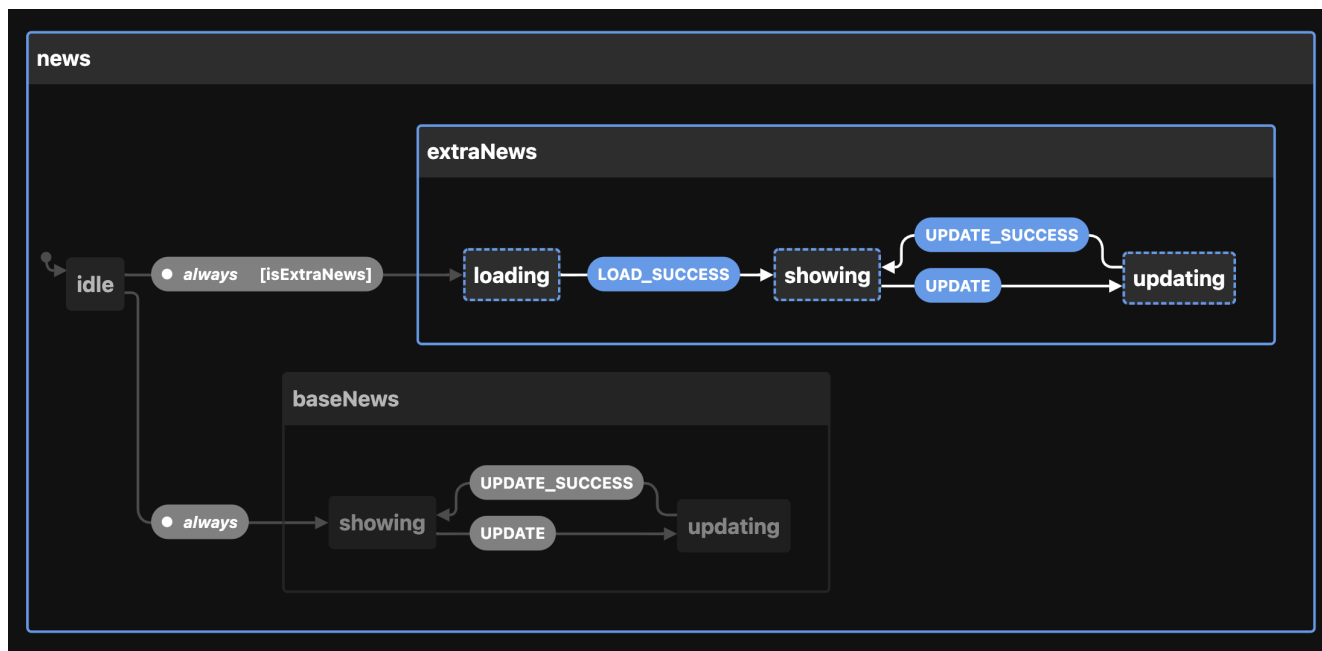 news
extraNews
UPDATE_SUCCESS
idle
always [isExtraNews]
loading
LOAD_SUCCESS
showing
UPDATE
updating
baseNews
UPDATE_SUCCESS
always
showing
UPDATE
updating